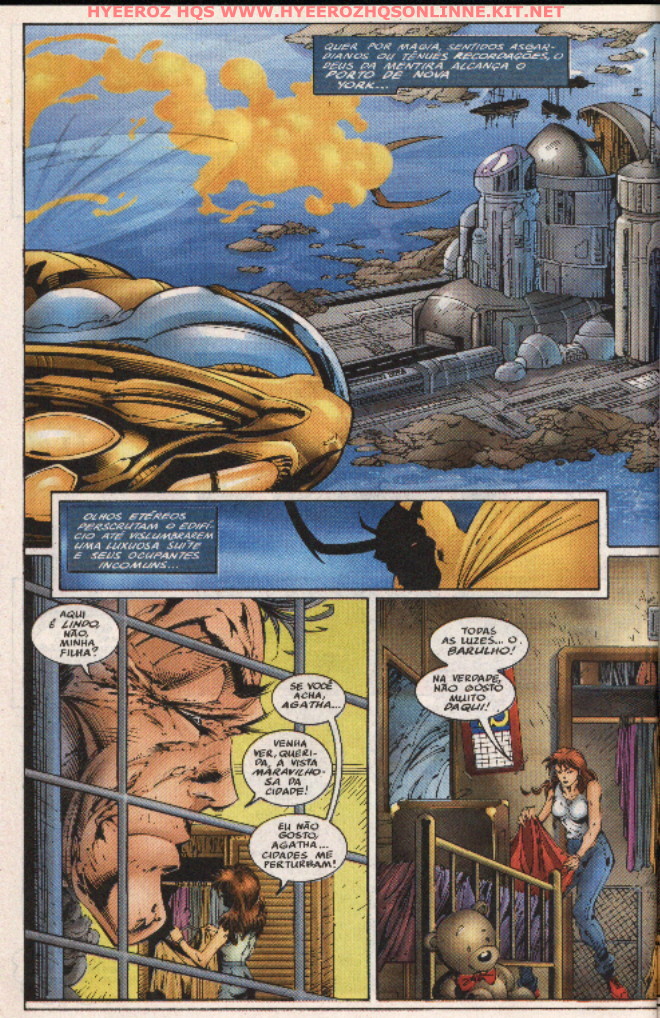 HYEEROZ HQS WWW.HYEEROZHQSONLINNE.KIT.NET
QUER POR MAGIA, SENTIDOS ASGAR-
DIANOS OU TÊNUES RECORDAÇÕES, O
DEUS DA MENTIRA ALCANÇA O
PORTO DE NOVA
YORK...
OLHOS ETÉREOS
PERSCRUTAM O EDIFÍ-
CIO ATÉ VISLUMBRAREM
UMA LUXUOSA SUÍTE
E SEUS OCUPANTES
INCOMUNS...
AQUI
É LINDO,
NÃO,
MINHA
FILHA?
SE VOCÊ
ACHA,
AGATHA...
VENHA
VER, QUERI-
DA, A VISTA
MARAVILHO-
SA DA
CIDADE!
EU NÃO
GOSTO,
AGATHA...
CIDADES ME
PERTURBAM!
TODAS
AS LUZES... O
BARULHO!
NA VERDADE,
NÃO GOSTO
MUITO
DAQUI!